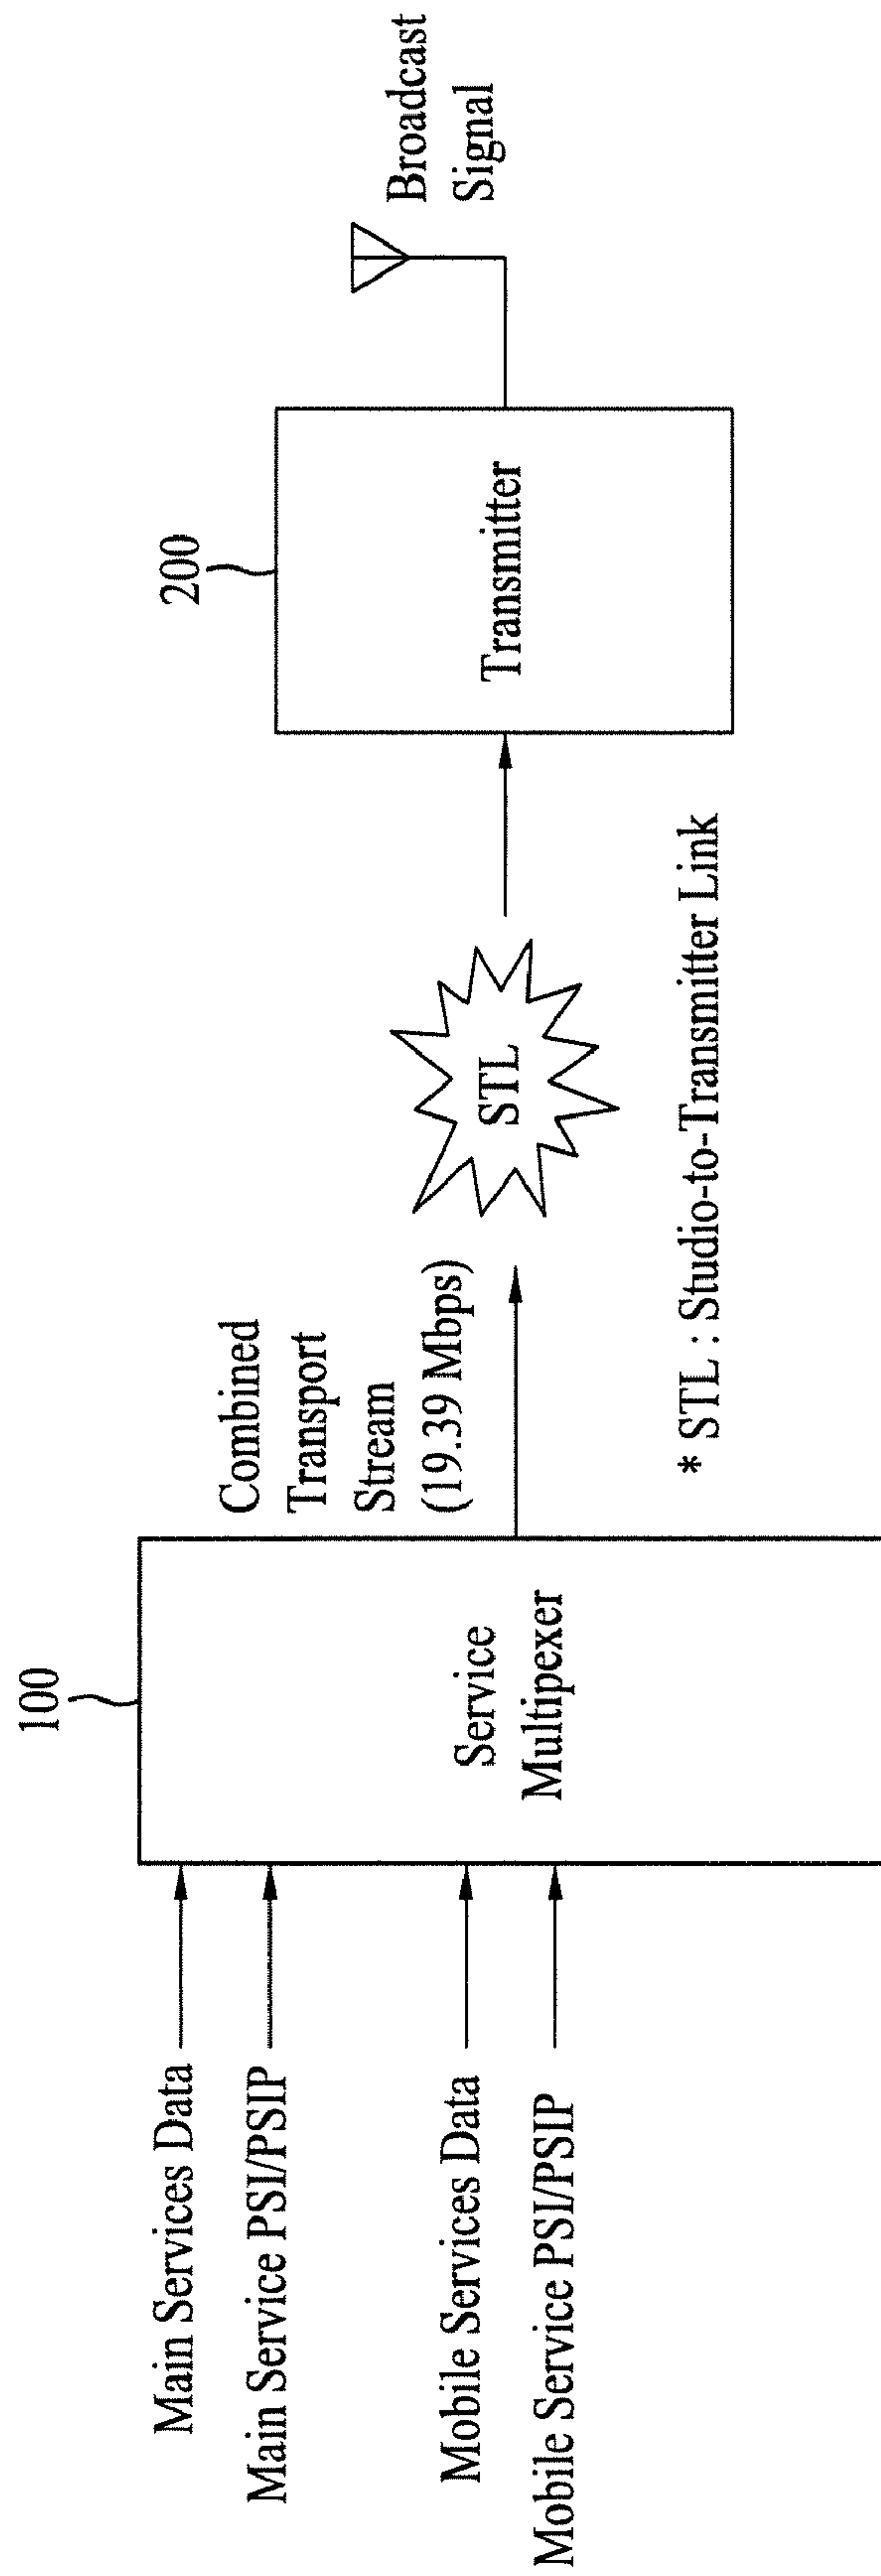 100
200
Main Services Data
Main Service PSI/PSIP
Mobile Services Data
Mobile Service PSI/PSIP
Service
Multipexer
Combined
Transport
Stream
(19.39 Mbps)
STL
Transmitter
Broadcast
Signal
* STL : Studio-to-Transmitter Link